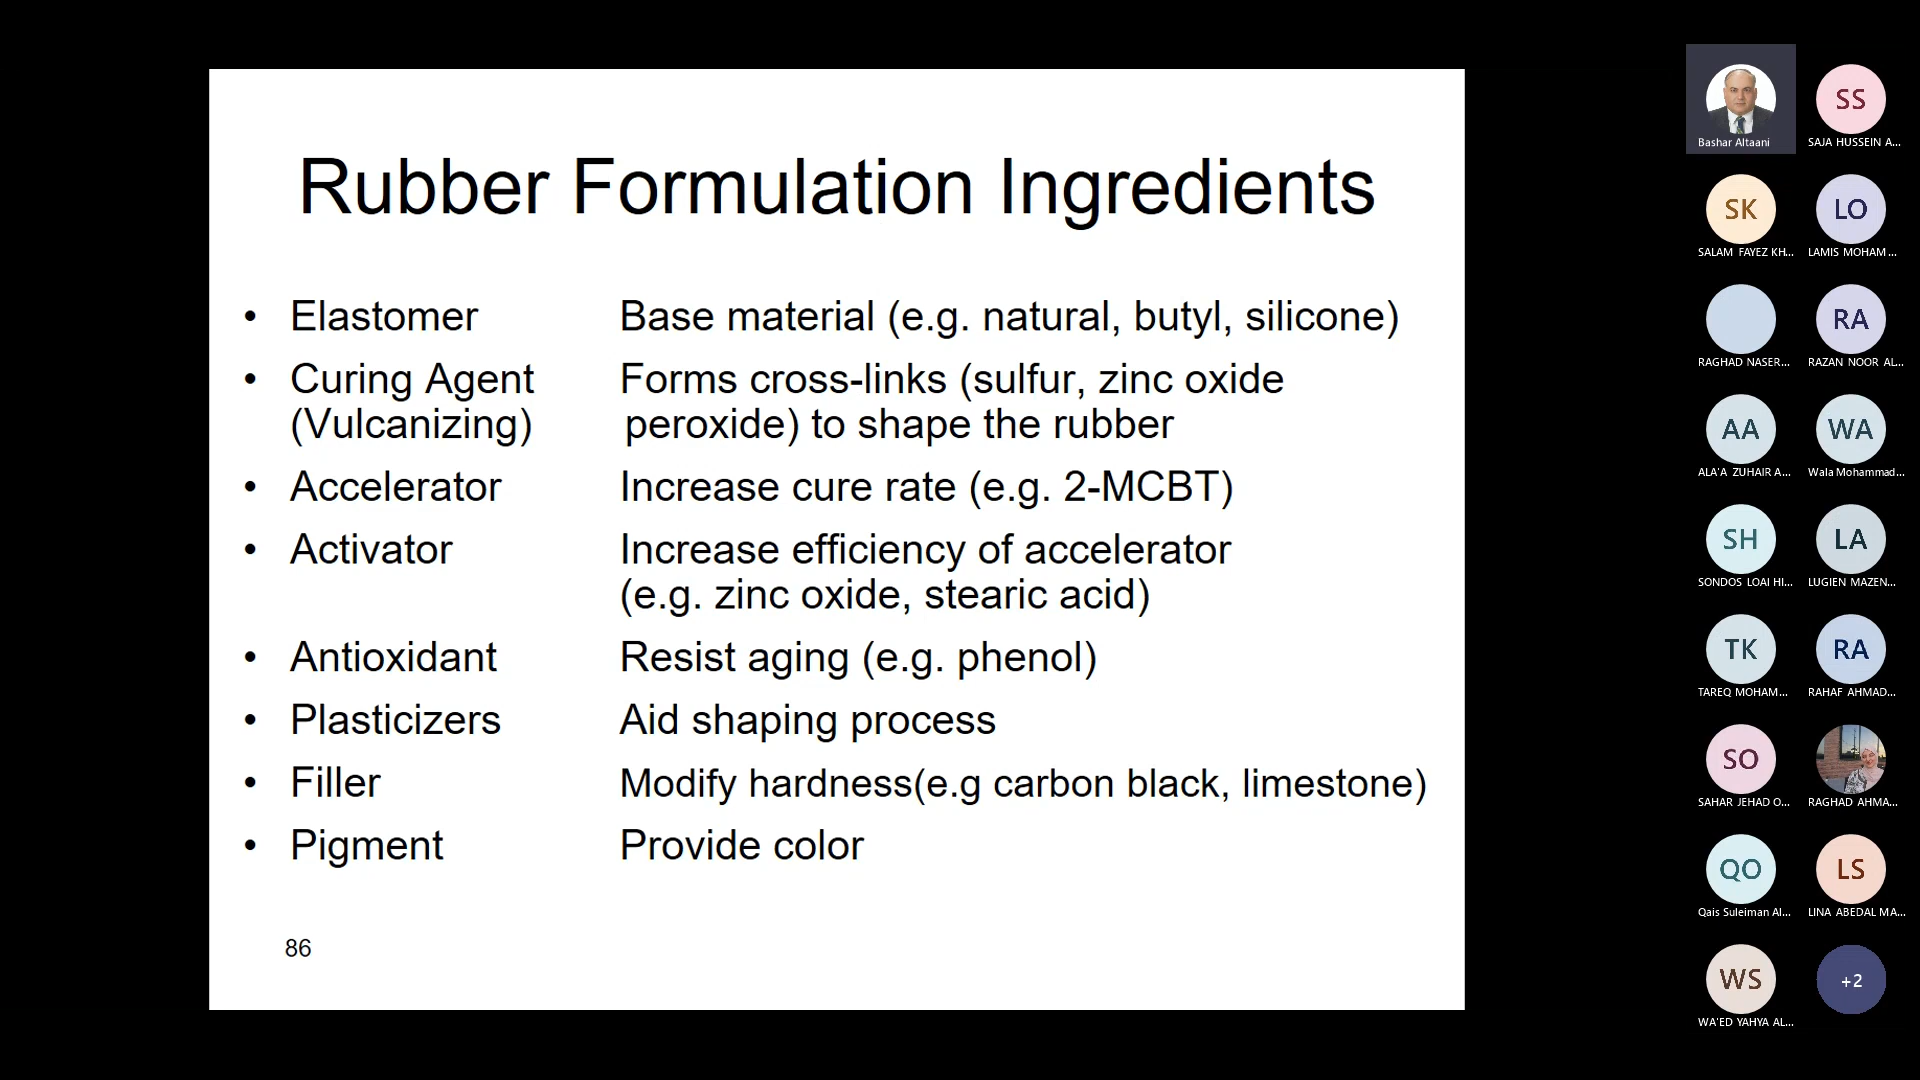 Rubber Formulation Ingredients
• Elastomer Base material (e.g. natural, butyl, silicone)
• Curing Agent Forms cross-links (sulfur, zinc oxide
(Vulcanizing) peroxide) to shape the rubber
• Accelerator Increase cure rate (e.g. 2-MCBT)
• Activator Increase efficiency of accelerator
(e.g. zinc oxide, stearic acid)
• Antioxidant Resist aging (e.g. phenol)
• Plasticizers Aid shaping process
• Filler Modify hardness(e.g carbon black, limestone)
• Pigment Provide color
86
Bashar Altaani
SS
SAJA HUSSEIN A...
SK
SALAM FAYEZ KH...
LO
LAMIS MOHAM...
RAGHAD NASER...
RA
RAZAN NOOR AL...
AA
ALA'A ZUHAIR A...
WA
Wala Mohammad...
SH
SONDOS LOAI HI...
LA
LUGIEN MAZEN...
TK
TAREQ MOHAM...
RA
RAHAF AHMAD...
SO
SAHAR JEHAD O...
RAGHAD AHMA...
QO
Qais Suleiman Al...
LS
LINA ABEDAL MA...
WS
WA'ED YAHYA AL...
+2